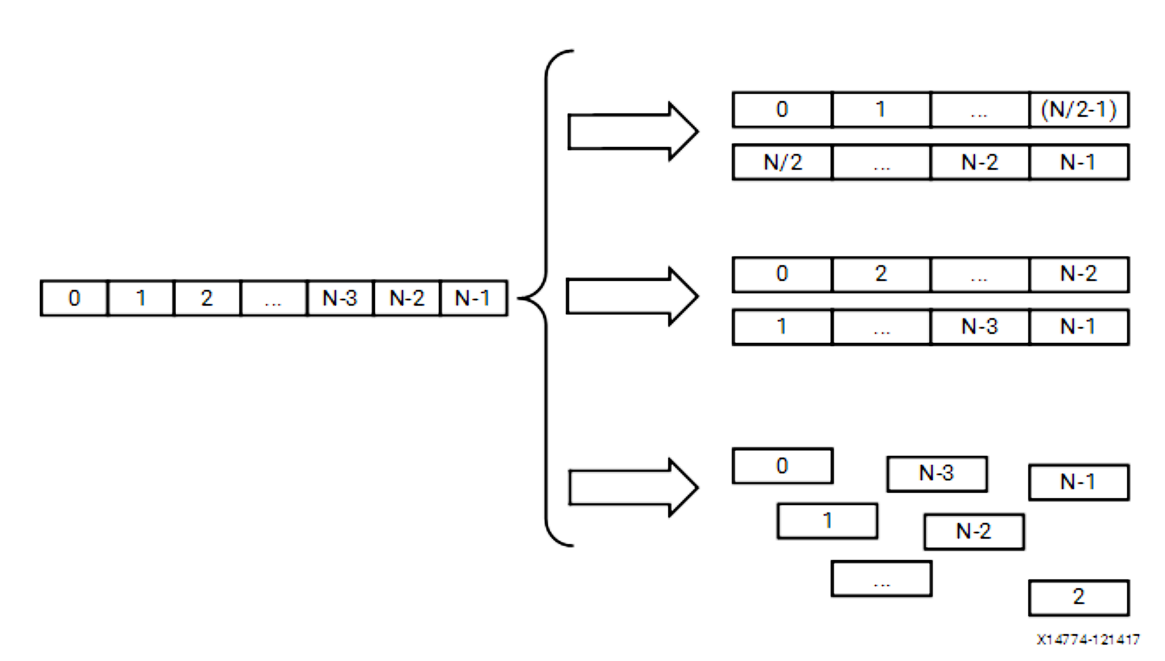 0 1 ... (N/2-1)
N/2 ... N-2 N-1
0 1 2 ... N-3 N-2 N-1
0 2 ... N-2
1 ... N-3 N-1
0 N-3 N-1
1 N-2
... 2
X14774-121417